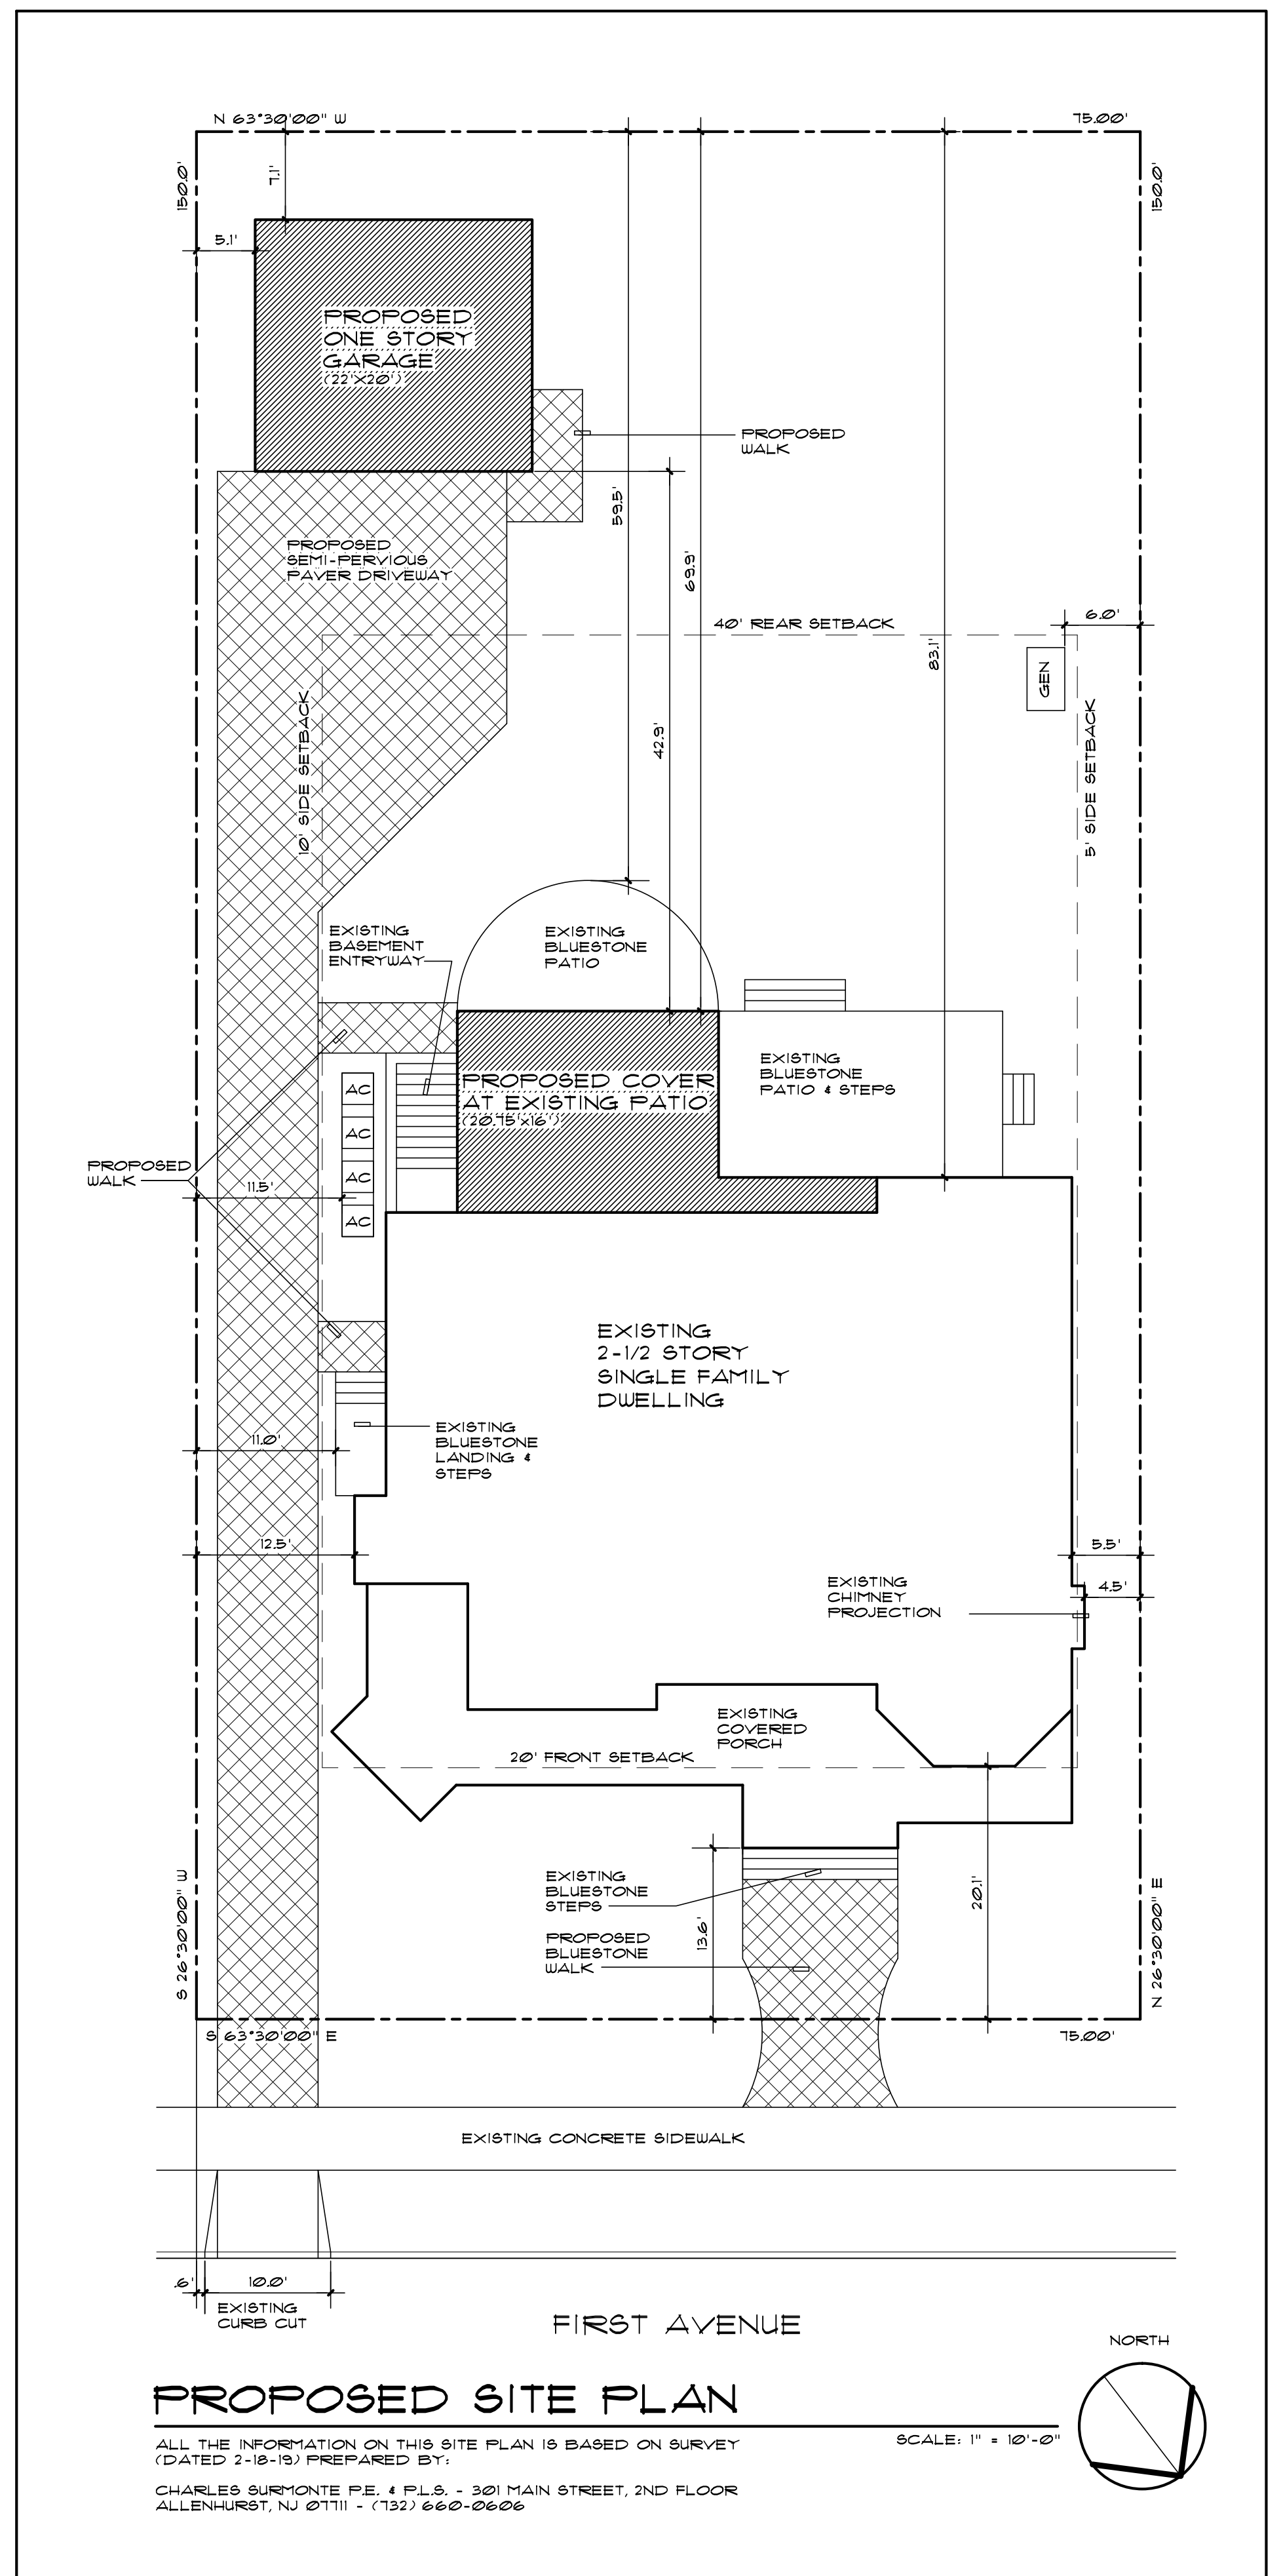 N 63°30'00" W
75.00'
150.0'
150.0'
7.1'
5.1'
PROPOSED
ONE STORY
GARAGE
(22'X20')
PROPOSED
WALK
59.5'
69.9'
PROPOSED
SEMI-PERVIOUS
PAVER DRIVEWAY
6.0'
40' REAR SETBACK
83.1'
GEN
42.9'
10' SIDE SETBACK
5' SIDE SETBACK
EXISTING
BASEMENT
ENTRYWAY
EXISTING
BLUESTONE
PATIO
EXISTING
BLUESTONE
PATIO & STEPS
PROPOSED COVER
AT EXISTING PATIO
(20.75'x16')
AC
AC
AC
AC
PROPOSED
WALK
11.5'
EXISTING
2-1/2 STORY
SINGLE FAMILY
DWELLING
EXISTING
BLUESTONE
LANDING &
STEPS
11.0'
12.5'
5.5'
4.5'
EXISTING
CHIMNEY
PROJECTION
EXISTING
COVERED
PORCH
20' FRONT SETBACK
EXISTING
BLUESTONE
STEPS
20.1'
13.6'
PROPOSED
BLUESTONE
WALK
S 26°30'00" W
N 26°30'00" E
S 63°30'00" E
75.00'
EXISTING CONCRETE SIDEWALK
.6'
10.0'
EXISTING
CURB CUT
FIRST AVENUE
NORTH
PROPOSED SITE PLAN
SCALE: 1" = 10'-0"
ALL THE INFORMATION ON THIS SITE PLAN IS BASED ON SURVEY
(DATED 2-18-19) PREPARED BY:
CHARLES SURMONTE P.E. & P.L.S. - 301 MAIN STREET, 2ND FLOOR
ALLENHURST, NJ 07711 - (732) 660-0606